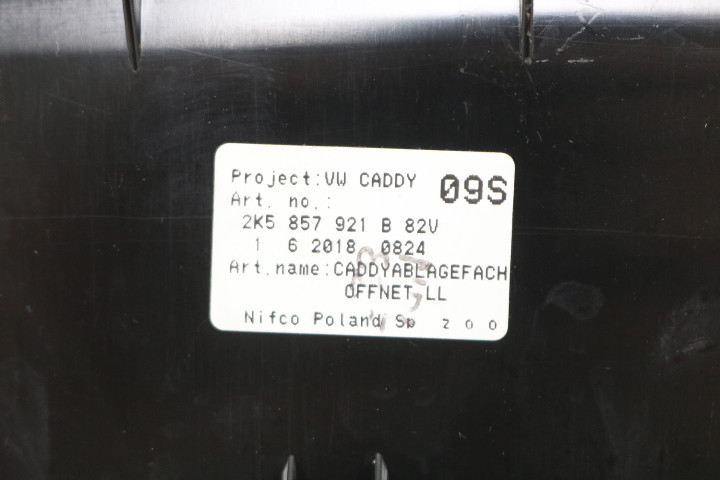 Project:VW CADDY 09S
Art. no.:
2K5 857 921 B 82V
1 6 2018 0824
Art.name:CADDYABLAGEFACH
OFFNET LL
Nifco Poland Sp z o o